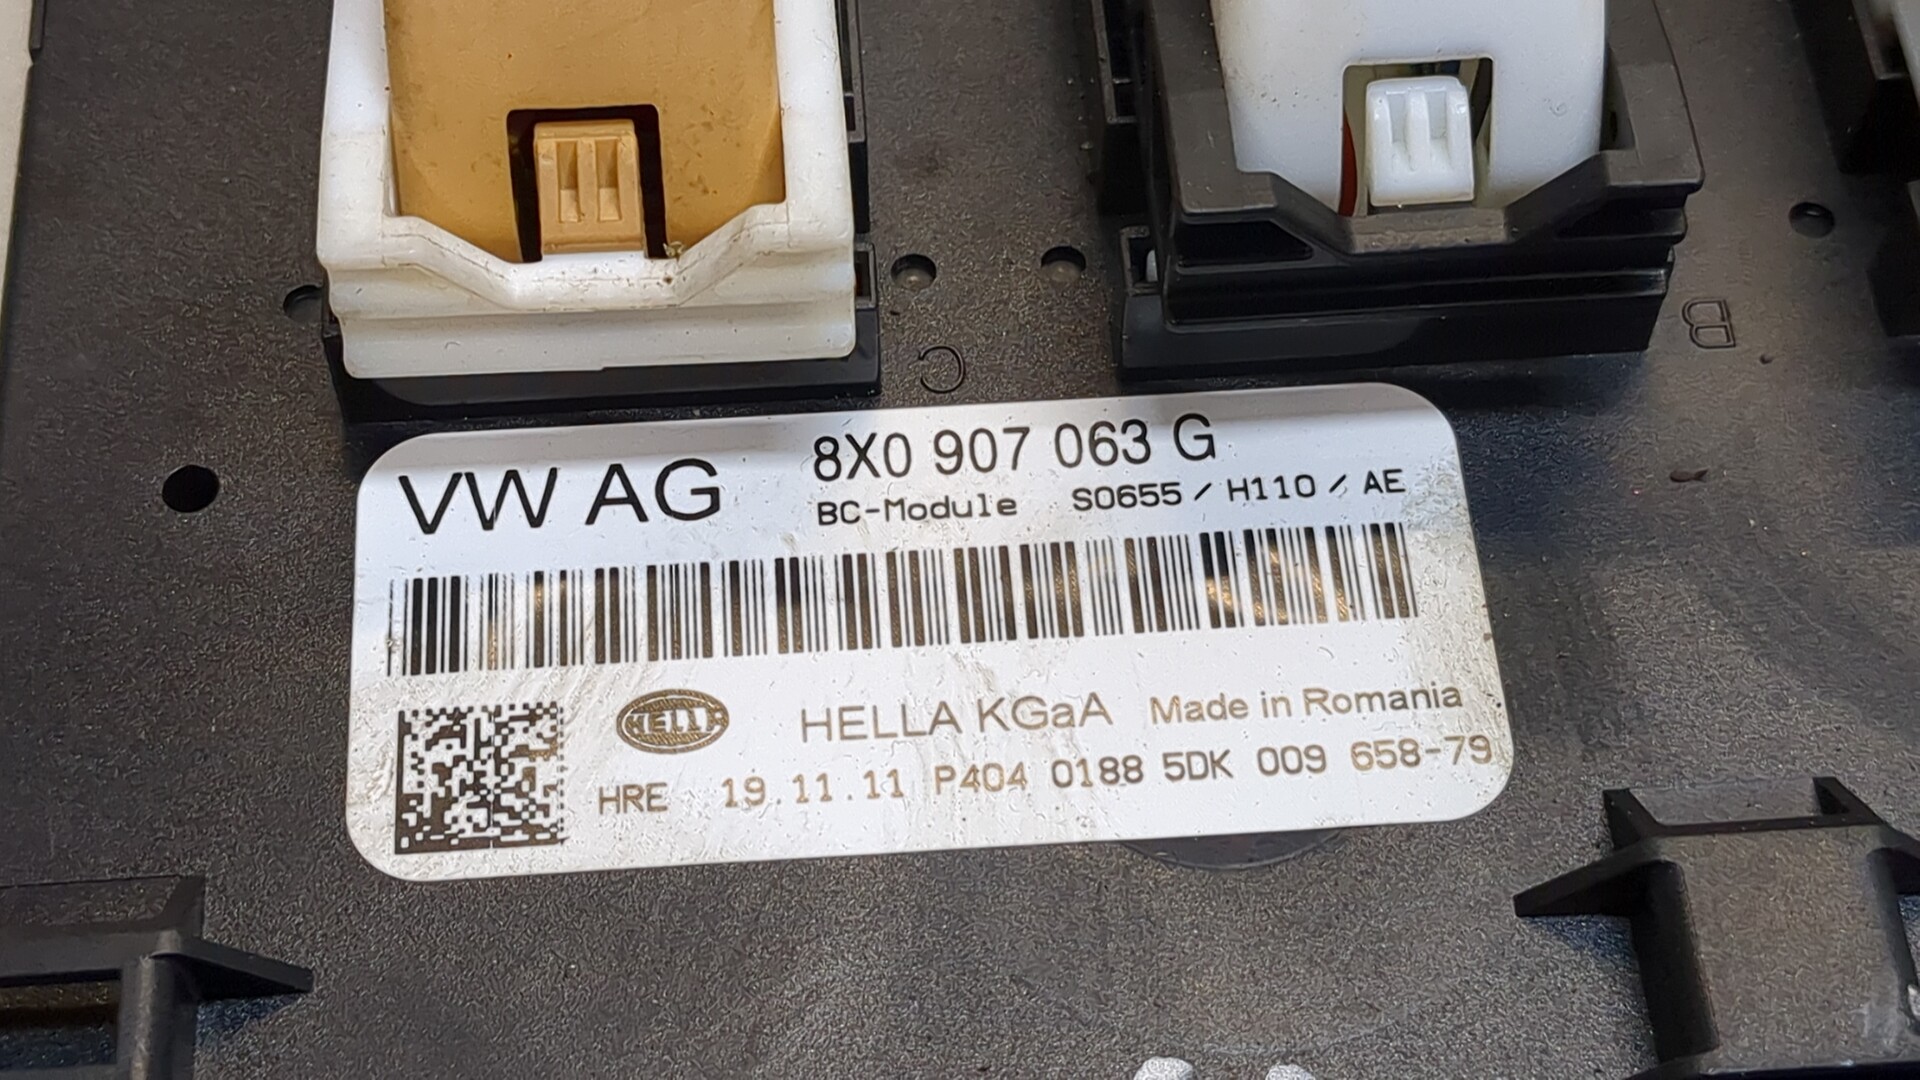 C
B
VW AG 8X0 907 063 G
BC-Module S0655 / H110 / AE
HELLA HELLA KGaA Made in Romania
HRE 19.11.11 P404 0188 5DK 009 658-79